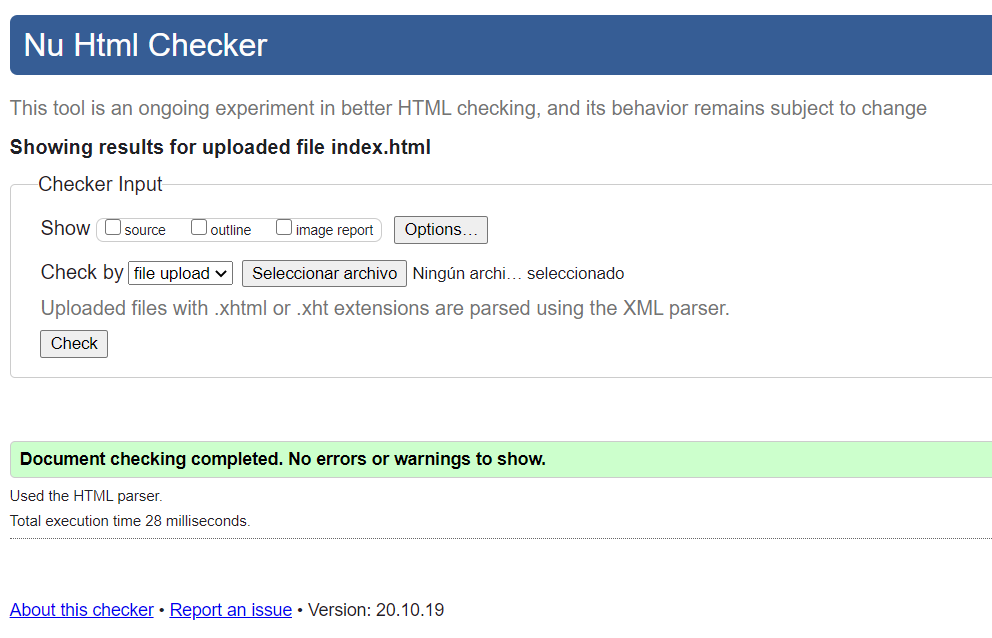 Nu Html Checker
This tool is an ongoing experiment in better HTML checking, and its behavior remains subject to change
Showing results for uploaded file index.html
Checker Input
Show source outline image report Options...
Check by file upload Seleccionar archivo Ningún archi... seleccionado
Uploaded files with .xhtml or .xht extensions are parsed using the XML parser.
Check
Document checking completed. No errors or warnings to show.
Used the HTML parser.
Total execution time 28 milliseconds.
About this checker • Report an issue • Version: 20.10.19